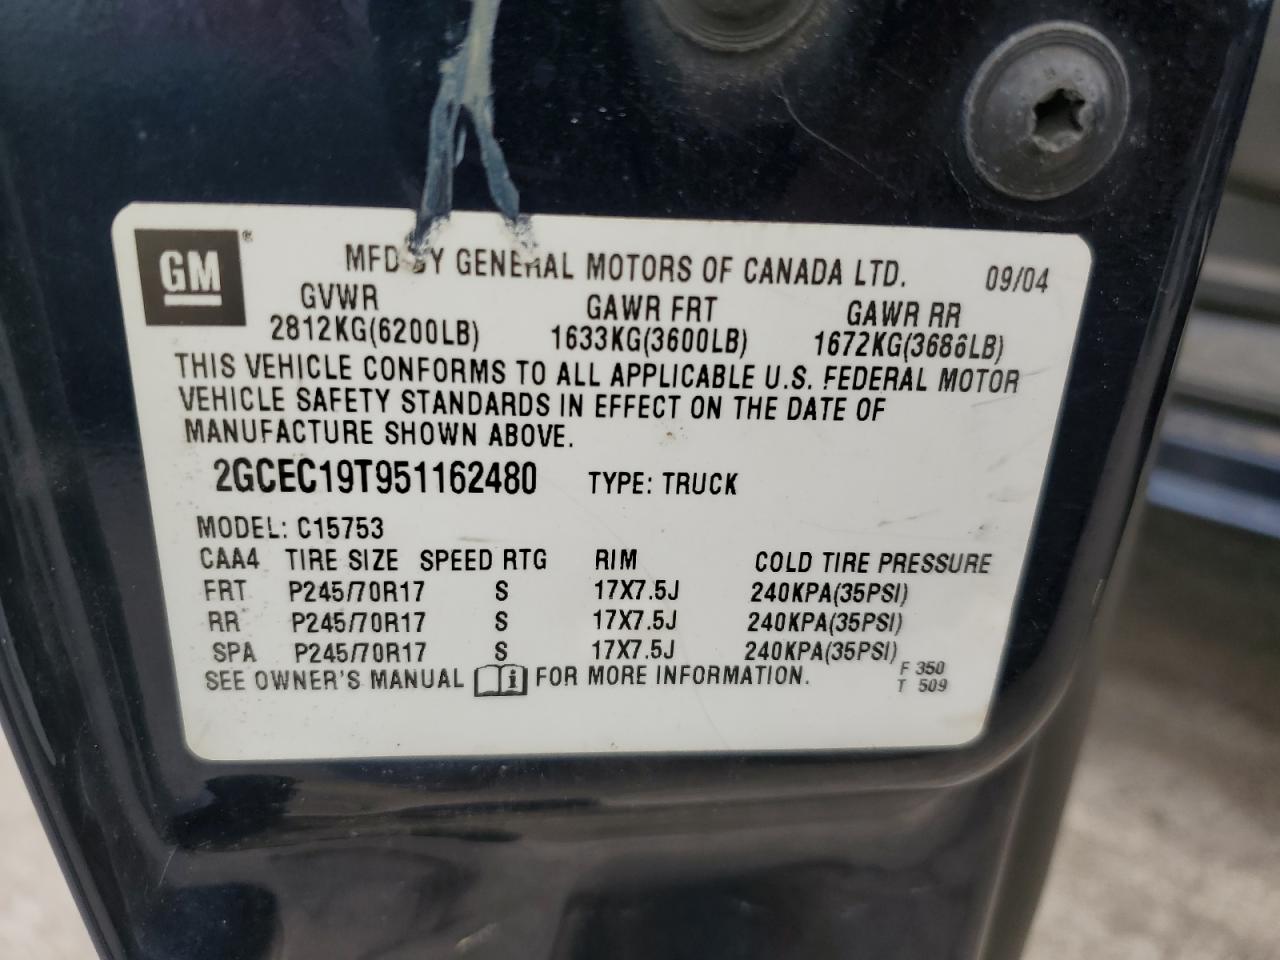 GM ®
MFD BY GENERAL MOTORS OF CANADA LTD. 09/04
GVWR GAWR FRT GAWR RR
2812KG(6200LB) 1633KG(3600LB) 1672KG(3686LB)
THIS VEHICLE CONFORMS TO ALL APPLICABLE U.S. FEDERAL MOTOR
VEHICLE SAFETY STANDARDS IN EFFECT ON THE DATE OF
MANUFACTURE SHOWN ABOVE.
2GCEC19T951162480 TYPE: TRUCK
MODEL: C15753
CAA4 TIRE SIZE SPEED RTG RIM COLD TIRE PRESSURE
FRT P245/70R17 S 17X7.5J 240KPA(35PSI)
RR P245/70R17 S 17X7.5J 240KPA(35PSI)
SPA P245/70R17 S 17X7.5J 240KPA(35PSI)
SEE OWNER'S MANUAL i FOR MORE INFORMATION.
F 350
T 509